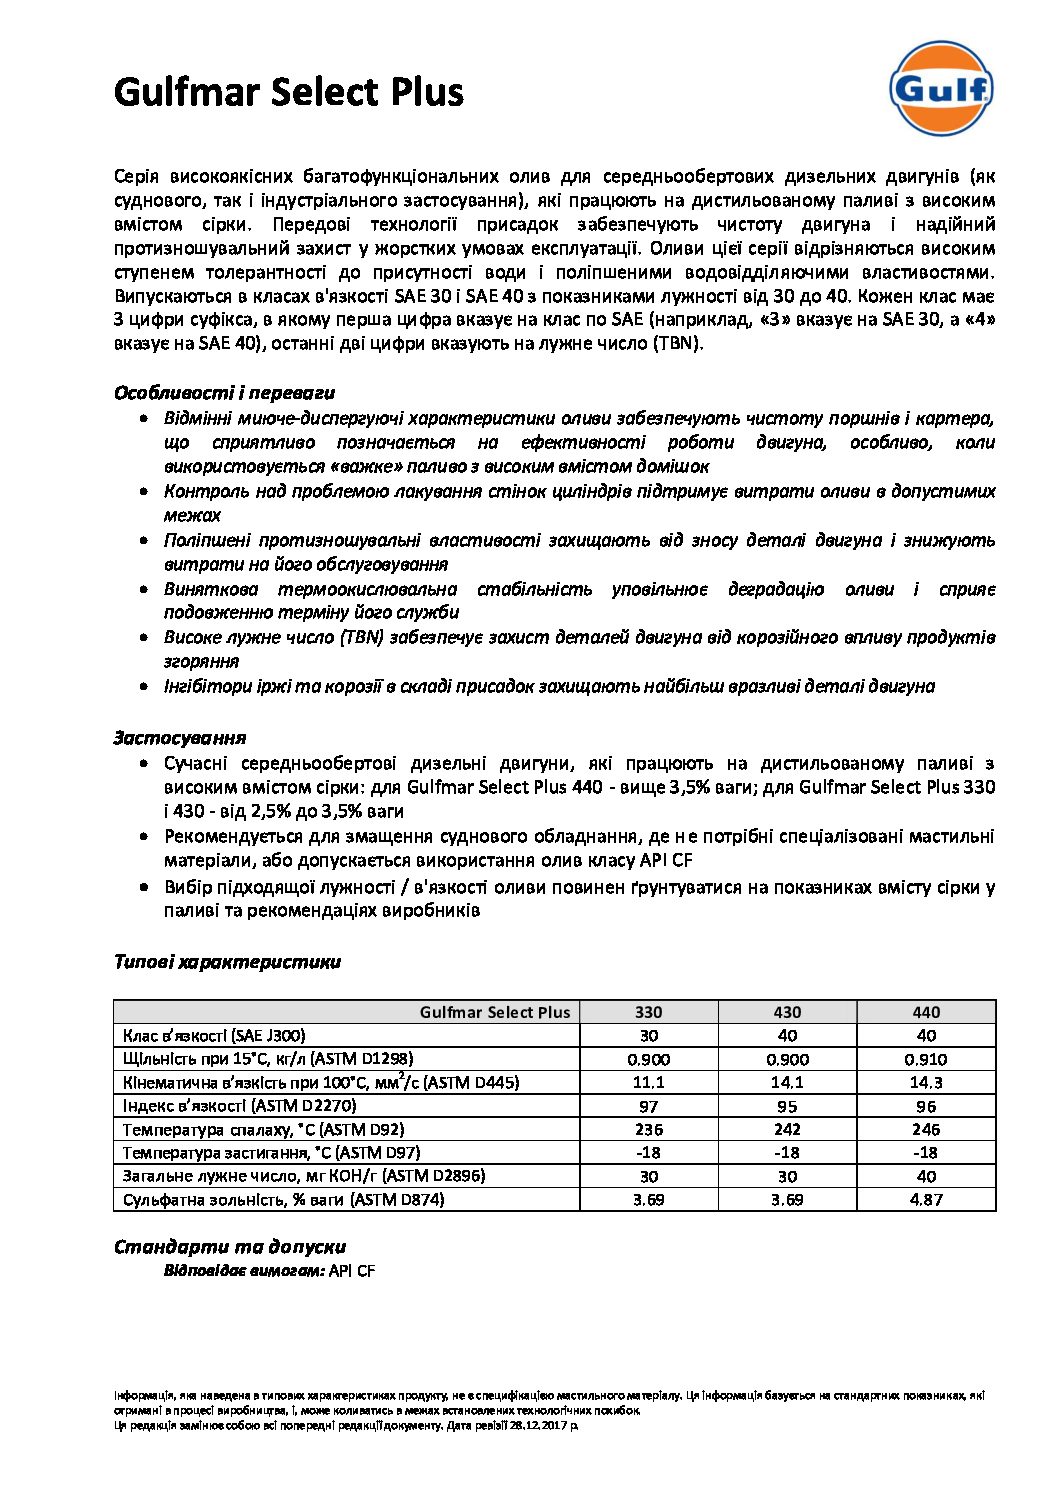 Gulfmar Select Plus
Gulf
Серія високоякісних багатофункціональних олив для середньообертових дизельних двигунів (як
суднового, так і індустріального застосування), які працюють на дистильованому паливі з високим
вмістом сірки. Передові технології присадок забезпечують чистоту двигуна і надійний
протизношувальний захист у жорстких умовах експлуатації. Оливи цієї серії відрізняються високим
ступенем толерантності до присутності води і поліпшеними водовідділяючими властивостями.
Випускаються в класах в'язкості SAE 30 і SAE 40 з показниками лужності від 30 до 40. Кожен клас має
3 цифри суфікса, в якому перша цифра вказує на клас по SAE (наприклад, «3» вказує на SAE 30, а «4»
вказує на SAE 40), останні дві цифри вказують на лужне число (TBN).
Особливості і переваги
• Відмінні миюче-диспергуючі характеристики оливи забезпечують чистоту поршнів і картера,
що сприятливо позначається на ефективності роботи двигуна, особливо, коли
використовується «важке» паливо з високим вмістом домішок
• Контроль над проблемою лакування стінок циліндрів підтримує витрати оливи в допустимих
межах
• Поліпшені протизношувальні властивості захищають від зносу деталі двигуна і знижують
витрати на його обслуговування
• Виняткова термоокислювальна стабільність уповільнює деградацію оливи і сприяє
подовженню терміну його служби
• Високе лужне число (TBN) забезпечує захист деталей двигуна від корозійного впливу продуктів
згоряння
• Інгібітори іржі та корозії в складі присадок захищають найбільш вразливі деталі двигуна
Застосування
• Сучасні середньообертові дизельні двигуни, які працюють на дистильованому паливі з
високим вмістом сірки: для Gulfmar Select Plus 440 - вище 3,5% ваги; для Gulfmar Select Plus 330
і 430 - від 2,5% до 3,5% ваги
• Рекомендується для змащення суднового обладнання, де не потрібні спеціалізовані мастильні
матеріали, або допускається використання олив класу API CF
• Вибір підходящої лужності / в'язкості оливи повинен ґрунтуватися на показниках вмісту сірки у
паливі та рекомендаціях виробників
Типові характеристики
Gulfmar Select Plus 330 430 440
Клас в’язкості (SAE J300) 30 40 40
Щільність при 15°С, кг/л (ASTM D1298) 0.900 0.900 0.910
Кінематична в’язкість при 100°С, мм²/с (ASTM D445) 11.1 14.1 14.3
Індекс в’язкості (ASTM D2270) 97 95 96
Температура спалаху, °С (ASTM D92) 236 242 246
Температура застигання, °С (ASTM D97) -18 -18 -18
Загальне лужне число, мг КОН/г (ASTM D2896) 30 30 40
Сульфатна зольність, % ваги (ASTM D874) 3.69 3.69 4.87
Стандарти та допуски
Відповідає вимогам: API CF
Інформація, яка наведена в типових характеристиках продукту, не є специфікацією мастильного матеріалу. Ця інформація базується на стандартних показниках, які
отримані в процесі виробництва, і, може коливатись в межах встановлених технологічних похибок.
Ця редакція замінює собою всі попередні редакції документу. Дата ревізії 28.12.2017 р.